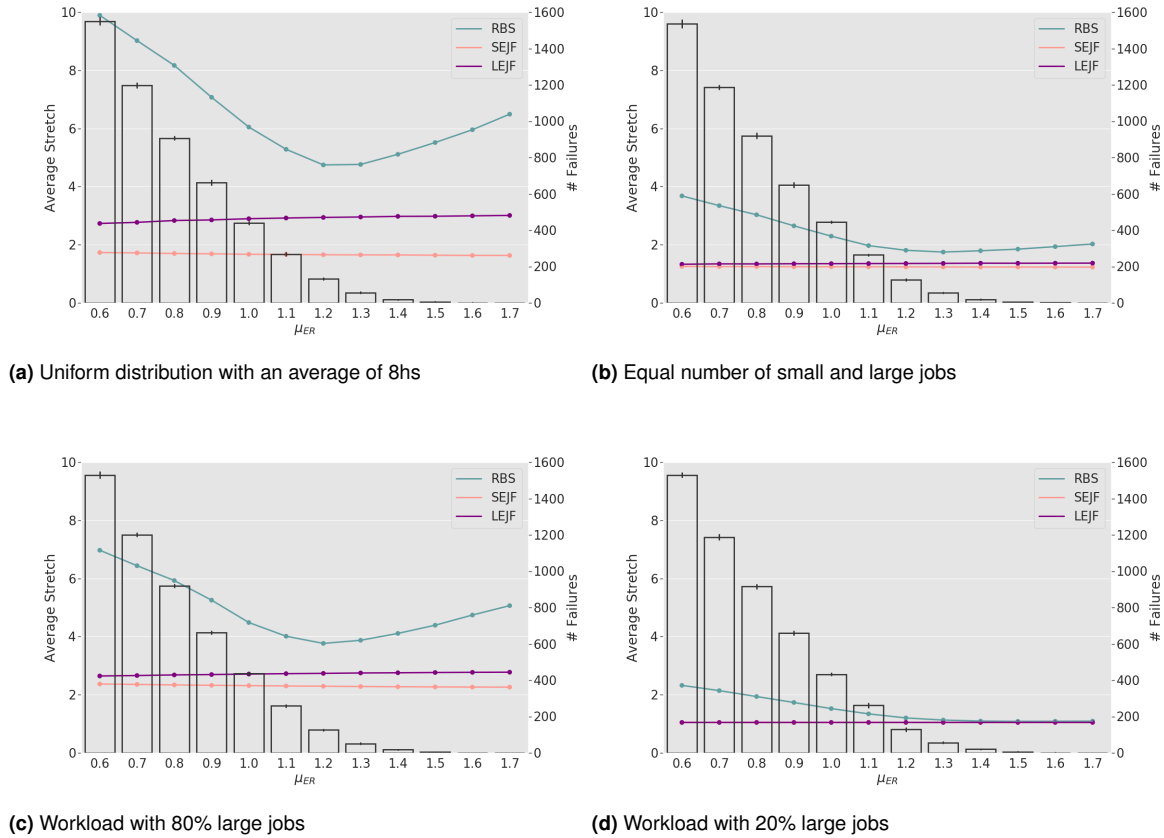 10
8
6
4
2
0
Average Stretch
1600
1400
1200
1000
800
600
400
200
0
# Failures
RBS
SEJF
LEJF
0.6 0.7 0.8 0.9 1.0 1.1 1.2 1.3 1.4 1.5 1.6 1.7
μER
(a) Uniform distribution with an average of 8hs
10
8
6
4
2
0
Average Stretch
1600
1400
1200
1000
800
600
400
200
0
# Failures
RBS
SEJF
LEJF
0.6 0.7 0.8 0.9 1.0 1.1 1.2 1.3 1.4 1.5 1.6 1.7
μER
(b) Equal number of small and large jobs
10
8
6
4
2
0
Average Stretch
1600
1400
1200
1000
800
600
400
200
0
# Failures
RBS
SEJF
LEJF
0.6 0.7 0.8 0.9 1.0 1.1 1.2 1.3 1.4 1.5 1.6 1.7
μER
(c) Workload with 80% large jobs
10
8
6
4
2
0
Average Stretch
1600
1400
1200
1000
800
600
400
200
0
# Failures
RBS
SEJF
LEJF
0.6 0.7 0.8 0.9 1.0 1.1 1.2 1.3 1.4 1.5 1.6 1.7
μER
(d) Workload with 20% large jobs